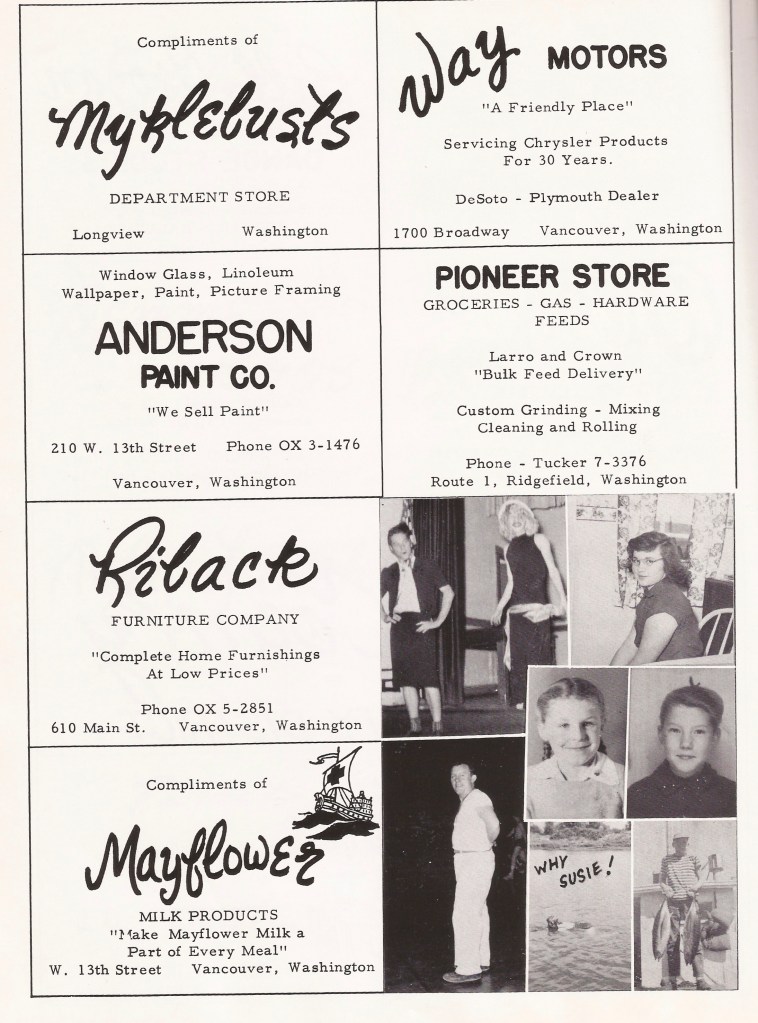 Compliments of
Myklebust's
DEPARTMENT STORE
Longview Washington
Way MOTORS
"A Friendly Place"
Servicing Chrysler Products
For 30 Years.
DeSoto - Plymouth Dealer
1700 Broadway Vancouver, Washington
Window Glass, Linoleum
Wallpaper, Paint, Picture Framing
ANDERSON
PAINT CO.
"We Sell Paint"
210 W. 13th Street Phone OX 3-1476
Vancouver, Washington
PIONEER STORE
GROCERIES - GAS - HARDWARE
FEEDS
Larro and Crown
"Bulk Feed Delivery"
Custom Grinding - Mixing
Cleaning and Rolling
Phone - Tucker 7-3376
Route 1, Ridgefield, Washington
Riback
FURNITURE COMPANY
"Complete Home Furnishings
At Low Prices"
Phone OX 5-2851
610 Main St. Vancouver, Washington
Compliments of
Mayflower
MILK PRODUCTS
"Make Mayflower Milk a
Part of Every Meal"
W. 13th Street Vancouver, Washington
WHY
SUSIE!